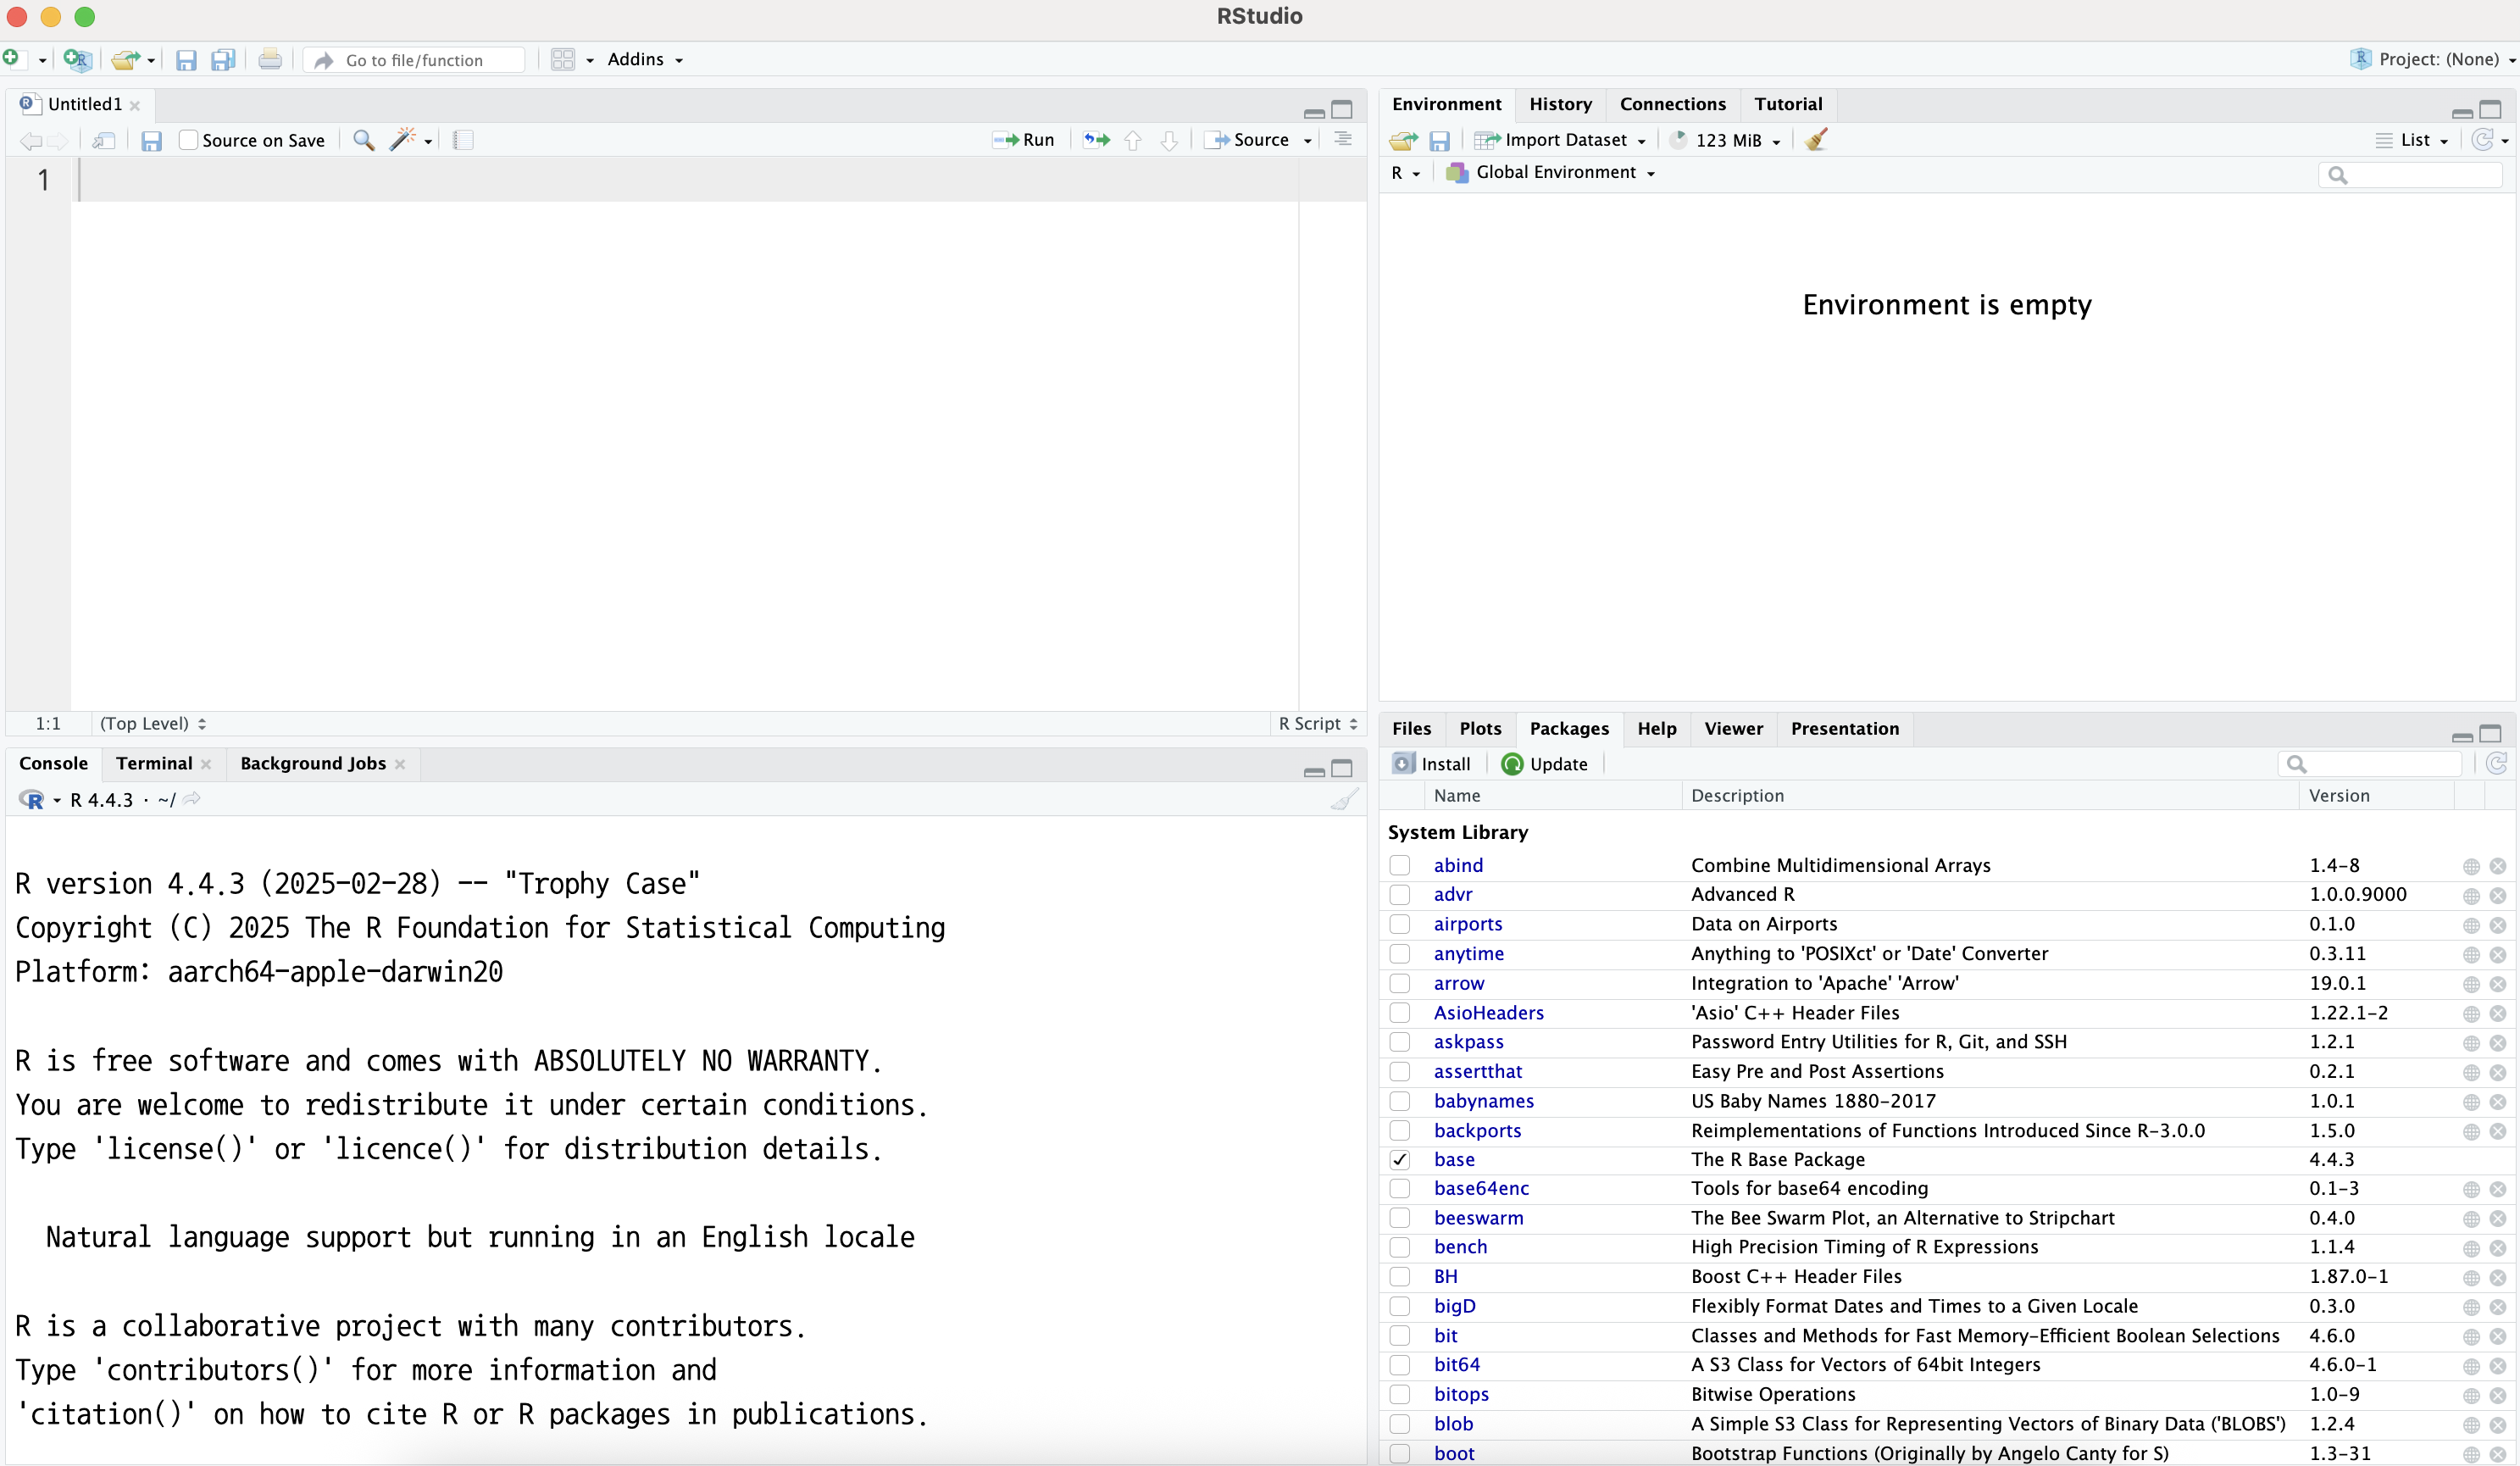 RStudio
Go to file/function
Addins
Project: (None)
Untitled1
Source on Save
Run
Source
1
1:1
(Top Level)
R Script
Console
Terminal
Background Jobs
R 4.4.3 · ~/
R version 4.4.3 (2025-02-28) -- "Trophy Case"
Copyright (C) 2025 The R Foundation for Statistical Computing
Platform: aarch64-apple-darwin20
R is free software and comes with ABSOLUTELY NO WARRANTY.
You are welcome to redistribute it under certain conditions.
Type 'license()' or 'licence()' for distribution details.
Natural language support but running in an English locale
R is a collaborative project with many contributors.
Type 'contributors()' for more information and
'citation()' on how to cite R or R packages in publications.
Environment
History
Connections
Tutorial
Import Dataset
123 MiB
List
R
Global Environment
Environment is empty
Files
Plots
Packages
Help
Viewer
Presentation
Install
Update
Name Description Version
System Library
abind Combine Multidimensional Arrays 1.4-8
advr Advanced R 1.0.0.9000
airports Data on Airports 0.1.0
anytime Anything to 'POSIXct' or 'Date' Converter 0.3.11
arrow Integration to 'Apache' 'Arrow' 19.0.1
AsioHeaders 'Asio' C++ Header Files 1.22.1-2
askpass Password Entry Utilities for R, Git, and SSH 1.2.1
assertthat Easy Pre and Post Assertions 0.2.1
babynames US Baby Names 1880-2017 1.0.1
backports Reimplementations of Functions Introduced Since R-3.0.0 1.5.0
base The R Base Package 4.4.3
base64enc Tools for base64 encoding 0.1-3
beeswarm The Bee Swarm Plot, an Alternative to Stripchart 0.4.0
bench High Precision Timing of R Expressions 1.1.4
BH Boost C++ Header Files 1.87.0-1
bigD Flexibly Format Dates and Times to a Given Locale 0.3.0
bit Classes and Methods for Fast Memory-Efficient Boolean Selections 4.6.0
bit64 A S3 Class for Vectors of 64bit Integers 4.6.0-1
bitops Bitwise Operations 1.0-9
blob A Simple S3 Class for Representing Vectors of Binary Data ('BLOBS') 1.2.4
boot Bootstrap Functions (Originally by Angelo Canty for S) 1.3-31